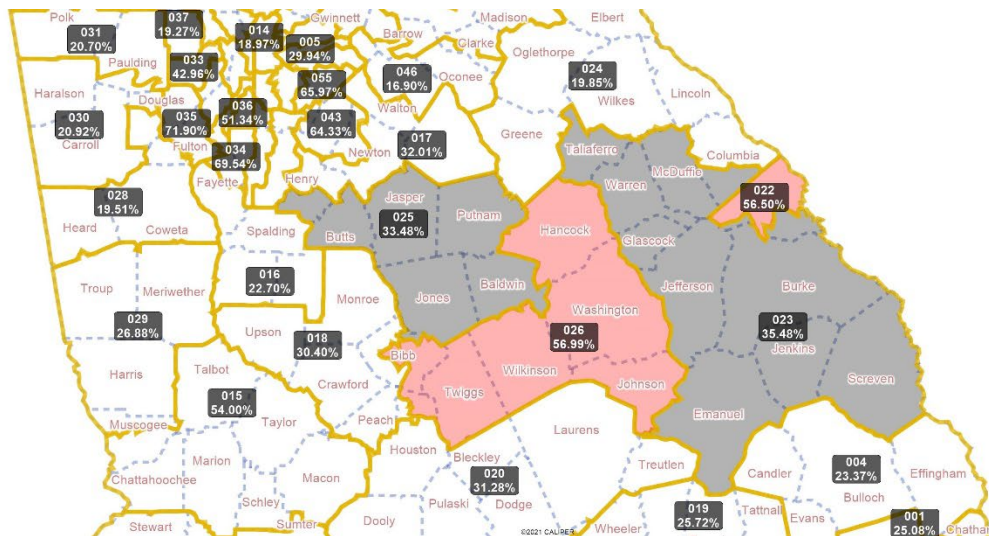 Polk
037
19.27%
014
18.97%
Gwinnett
Madison
Elbert
031
20.70%
005
29.94%
Barrow
Clarke
Oglethorpe
Paulding
033
42.96%
055
65.97%
046
16.90%
Oconee
024
19.85%
Haralson
Douglas
036
51.34%
Walton
Wilkes
Lincoln
030
20.92%
035
71.90%
043
64.33%
017
32.01%
Greene
Carroll
Fulton
034
69.54%
Newton
Taliaferro
Columbia
Fayette
Henry
McDuffie
Warren
028
19.51%
Jasper
025
33.48%
Putnam
022
56.50%
Heard
Coweta
Spalding
Butts
Hancock
Glascock
016
22.70%
Troup
Meriwether
Monroe
Jones
Baldwin
Jefferson
Burke
029
26.88%
Upson
018
30.40%
Washington
023
35.48%
026
56.99%
Bibb
Jenkins
Harris
Talbot
Crawford
Twiggs
Wilkinson
Johnson
Screven
015
54.00%
Taylor
Peach
Emanuel
Muscogee
Laurens
Houston
Bleckley
Treutlen
Candler
004
23.37%
Effingham
Marion
Chattahoochee
Macon
020
31.28%
Bulloch
Schley
Pulaski
Dodge
019
25.72%
Tattnall
Evans
001
25.08%
Stewart
Sumter
Dooly
©2021 CALIPER
Wheeler
Chatha